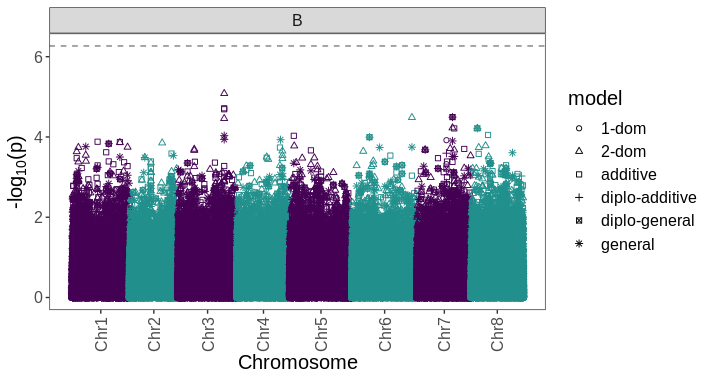 B
6
4
2
0
-log10(p)
Chr1 Chr2 Chr3 Chr4 Chr5 Chr6 Chr7 Chr8
Chromosome
model
1-dom
2-dom
additive
diplo-additive
diplo-general
general